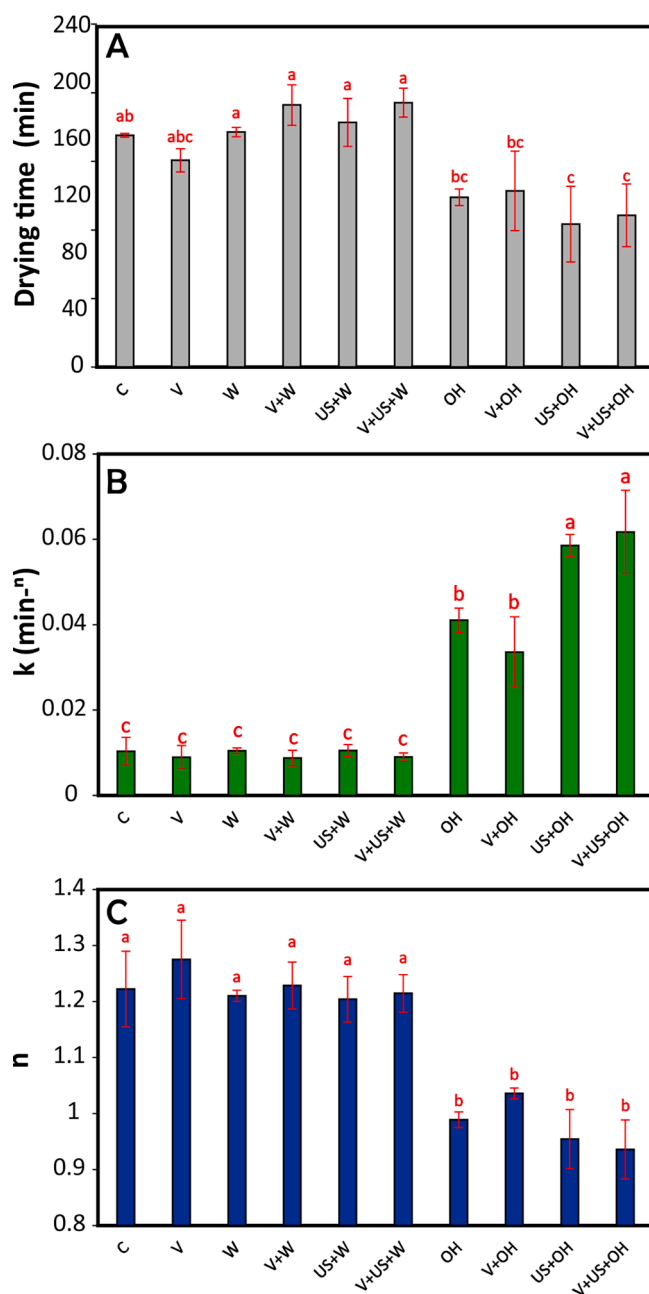 A
Drying time (min)
240
200
160
120
80
40
0
ab
abc
a
a
a
a
bc
bc
c
c
C
V
W
V+W
US+W
V+US+W
OH
V+OH
US+OH
V+US+OH
B
k (min-ⁿ)
0.08
0.06
0.04
0.02
0
c
c
c
c
c
c
b
b
a
a
C
V
W
V+W
US+W
V+US+W
OH
V+OH
US+OH
V+US+OH
C
n
1.4
1.3
1.2
1.1
1
0.9
0.8
a
a
a
a
a
a
b
b
b
b
C
V
W
V+W
US+W
V+US+W
OH
V+OH
US+OH
V+US+OH